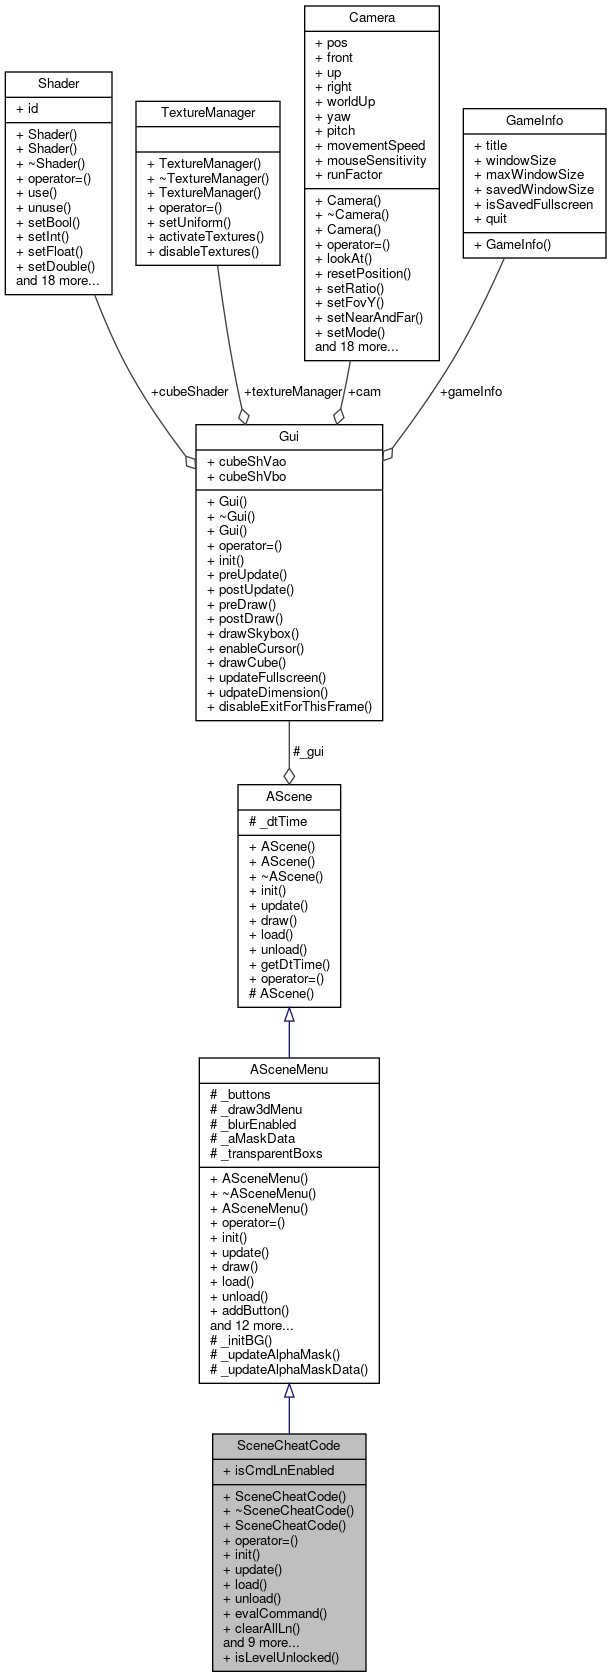 Shader
+ id
+ Shader()
+ Shader()
+ ~Shader()
+ operator=()
+ use()
+ unuse()
+ setBool()
+ setInt()
+ setFloat()
+ setDouble()
and 18 more...
TextureManager
+ TextureManager()
+ ~TextureManager()
+ TextureManager()
+ operator=()
+ setUniform()
+ activateTextures()
+ disableTextures()
Camera
+ pos
+ front
+ up
+ right
+ worldUp
+ yaw
+ pitch
+ movementSpeed
+ mouseSensitivity
+ runFactor
+ Camera()
+ ~Camera()
+ Camera()
+ operator=()
+ lookAt()
+ resetPosition()
+ setRatio()
+ setFovY()
+ setNearAndFar()
+ setMode()
and 18 more...
GameInfo
+ title
+ windowSize
+ maxWindowSize
+ savedWindowSize
+ isSavedFullscreen
+ quit
+ GameInfo()
+cubeShader
+textureManager
+cam
+gameInfo
Gui
+ cubeShVao
+ cubeShVbo
+ Gui()
+ ~Gui()
+ Gui()
+ operator=()
+ init()
+ preUpdate()
+ postUpdate()
+ preDraw()
+ postDraw()
+ drawSkybox()
+ enableCursor()
+ drawCube()
+ updateFullscreen()
+ udpateDimension()
+ disableExitForThisFrame()
#_gui
AScene
# _dtTime
+ AScene()
+ AScene()
+ ~AScene()
+ init()
+ update()
+ draw()
+ load()
+ unload()
+ getDtTime()
+ operator=()
# AScene()
ASceneMenu
# _buttons
# _draw3dMenu
# _blurEnabled
# _aMaskData
# _transparentBoxs
+ ASceneMenu()
+ ~ASceneMenu()
+ ASceneMenu()
+ operator=()
+ init()
+ update()
+ draw()
+ load()
+ unload()
+ addButton()
and 12 more...
# _initBG()
# _updateAlphaMask()
# _updateAlphaMaskData()
SceneCheatCode
+ isCmdLnEnabled
+ SceneCheatCode()
+ ~SceneCheatCode()
+ SceneCheatCode()
+ operator=()
+ init()
+ update()
+ load()
+ unload()
+ evalCommand()
+ clearAllLn()
and 9 more...
+ isLevelUnlocked()